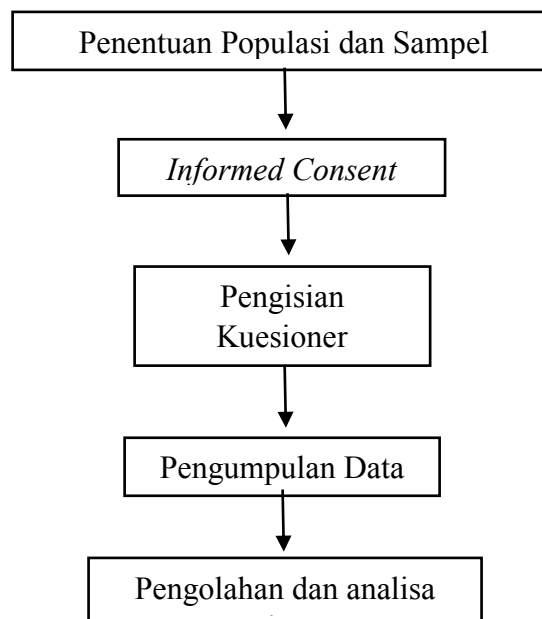 Penentuan Populasi dan Sampel
Informed Consent
Pengisian
Kuesioner
Pengumpulan Data
Pengolahan dan analisa